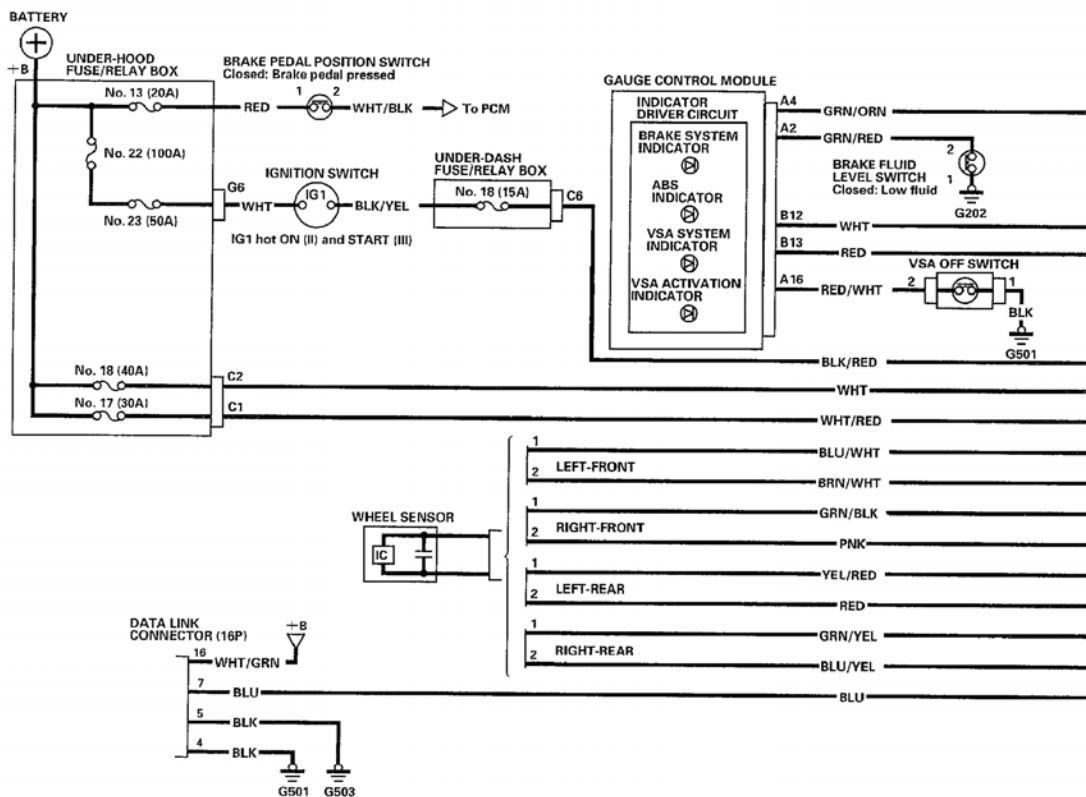 BATTERY
+B
UNDER-HOOD
FUSE/RELAY BOX
No. 13 (20A)
No. 22 (100A)
No. 23 (50A)
G6
RED
BRAKE PEDAL POSITION SWITCH
Closed: Brake pedal pressed
1
2
WHT/BLK
To PCM
WHT
IGNITION SWITCH
IG1
BLK/YEL
IG1 hot ON (II) and START (III)
UNDER-DASH
FUSE/RELAY BOX
No. 18 (15A)
C6
GAUGE CONTROL MODULE
INDICATOR
DRIVER CIRCUIT
BRAKE SYSTEM
INDICATOR
ABS
INDICATOR
VSA SYSTEM
INDICATOR
VSA ACTIVATION
INDICATOR
A4
GRN/ORN
A2
GRN/RED
BRAKE FLUID
LEVEL SWITCH
Closed: Low fluid
2
1
G202
B12
WHT
B13
RED
VSA OFF SWITCH
A16
RED/WHT
2
1
BLK
G501
BLK/RED
No. 18 (40A)
C2
WHT
No. 17 (30A)
C1
WHT/RED
WHEEL SENSOR
IC
1
BLU/WHT
LEFT-FRONT
2
BRN/WHT
1
GRN/BLK
RIGHT-FRONT
2
PNK
1
YEL/RED
LEFT-REAR
2
RED
1
GRN/YEL
RIGHT-REAR
2
BLU/YEL
DATA LINK
CONNECTOR (16P)
+B
16
WHT/GRN
7
BLU
BLU
5
BLK
4
BLK
G501
G503